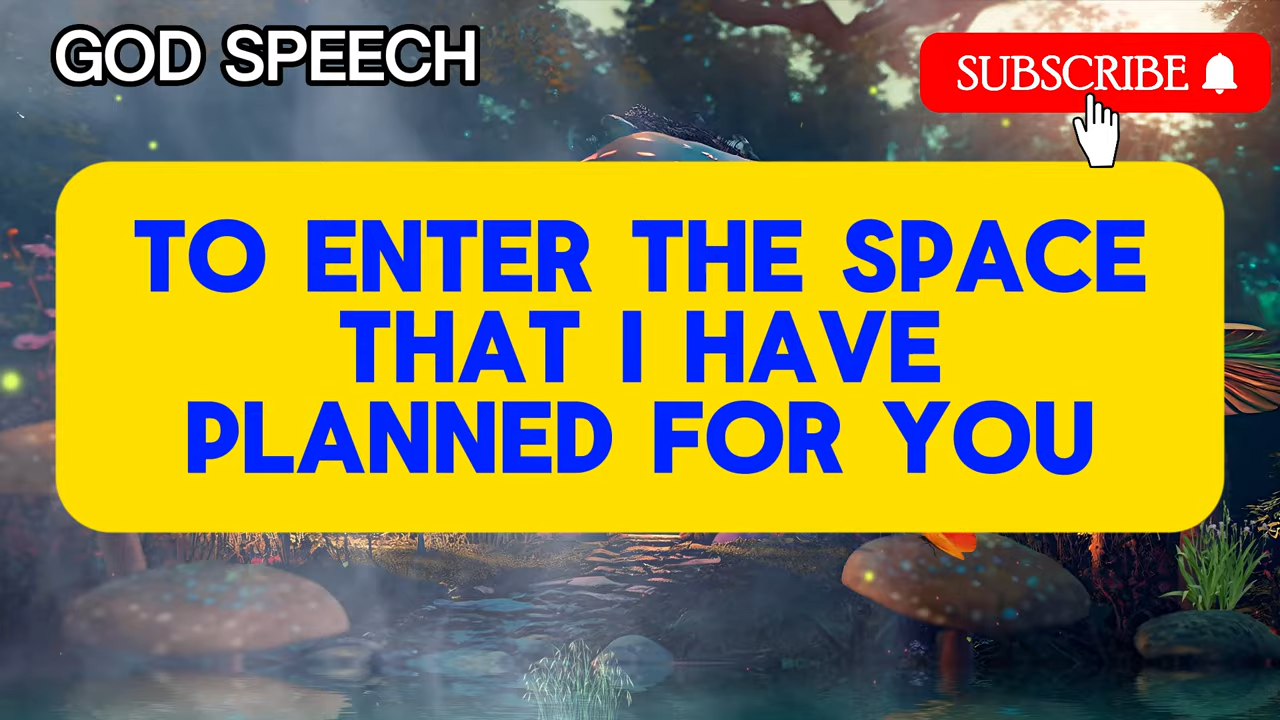 GOD SPEECH
SUBSCRIBE
TO ENTER THE SPACE
THAT I HAVE
PLANNED FOR YOU